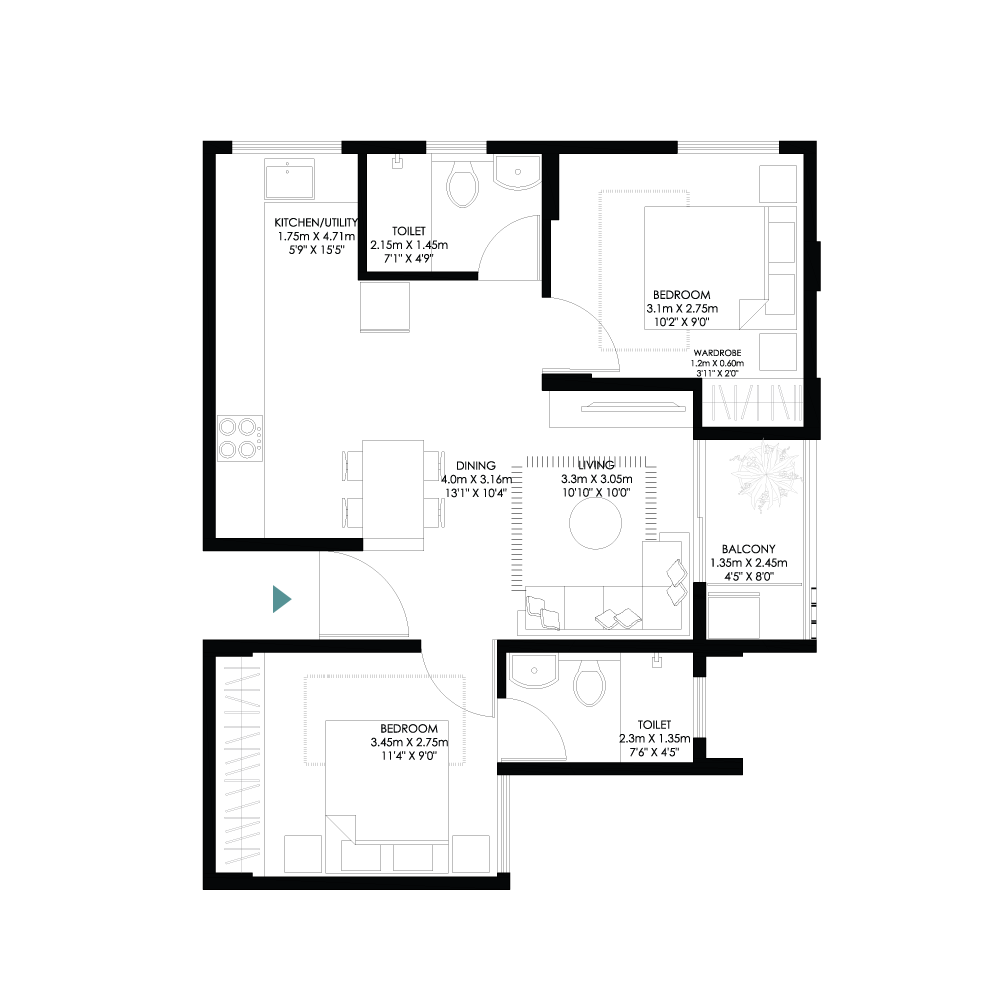 KITCHEN/UTILITY
1.75m X 4.71m
5'9" X 15'5"
TOILET
2.15m X 1.45m
7'1" X 4'9"
BEDROOM
3.1m X 2.75m
10'2" X 9'0"
WARDROBE
1.2m X 0.60m
3'11" X 2'0"
DINING
4.0m X 3.16m
13'1" X 10'4"
LIVING
3.3m X 3.05m
10'10" X 10'0"
BALCONY
1.35m X 2.45m
4'5" X 8'0"
BEDROOM
3.45m X 2.75m
11'4" X 9'0"
TOILET
2.3m X 1.35m
7'6" X 4'5"